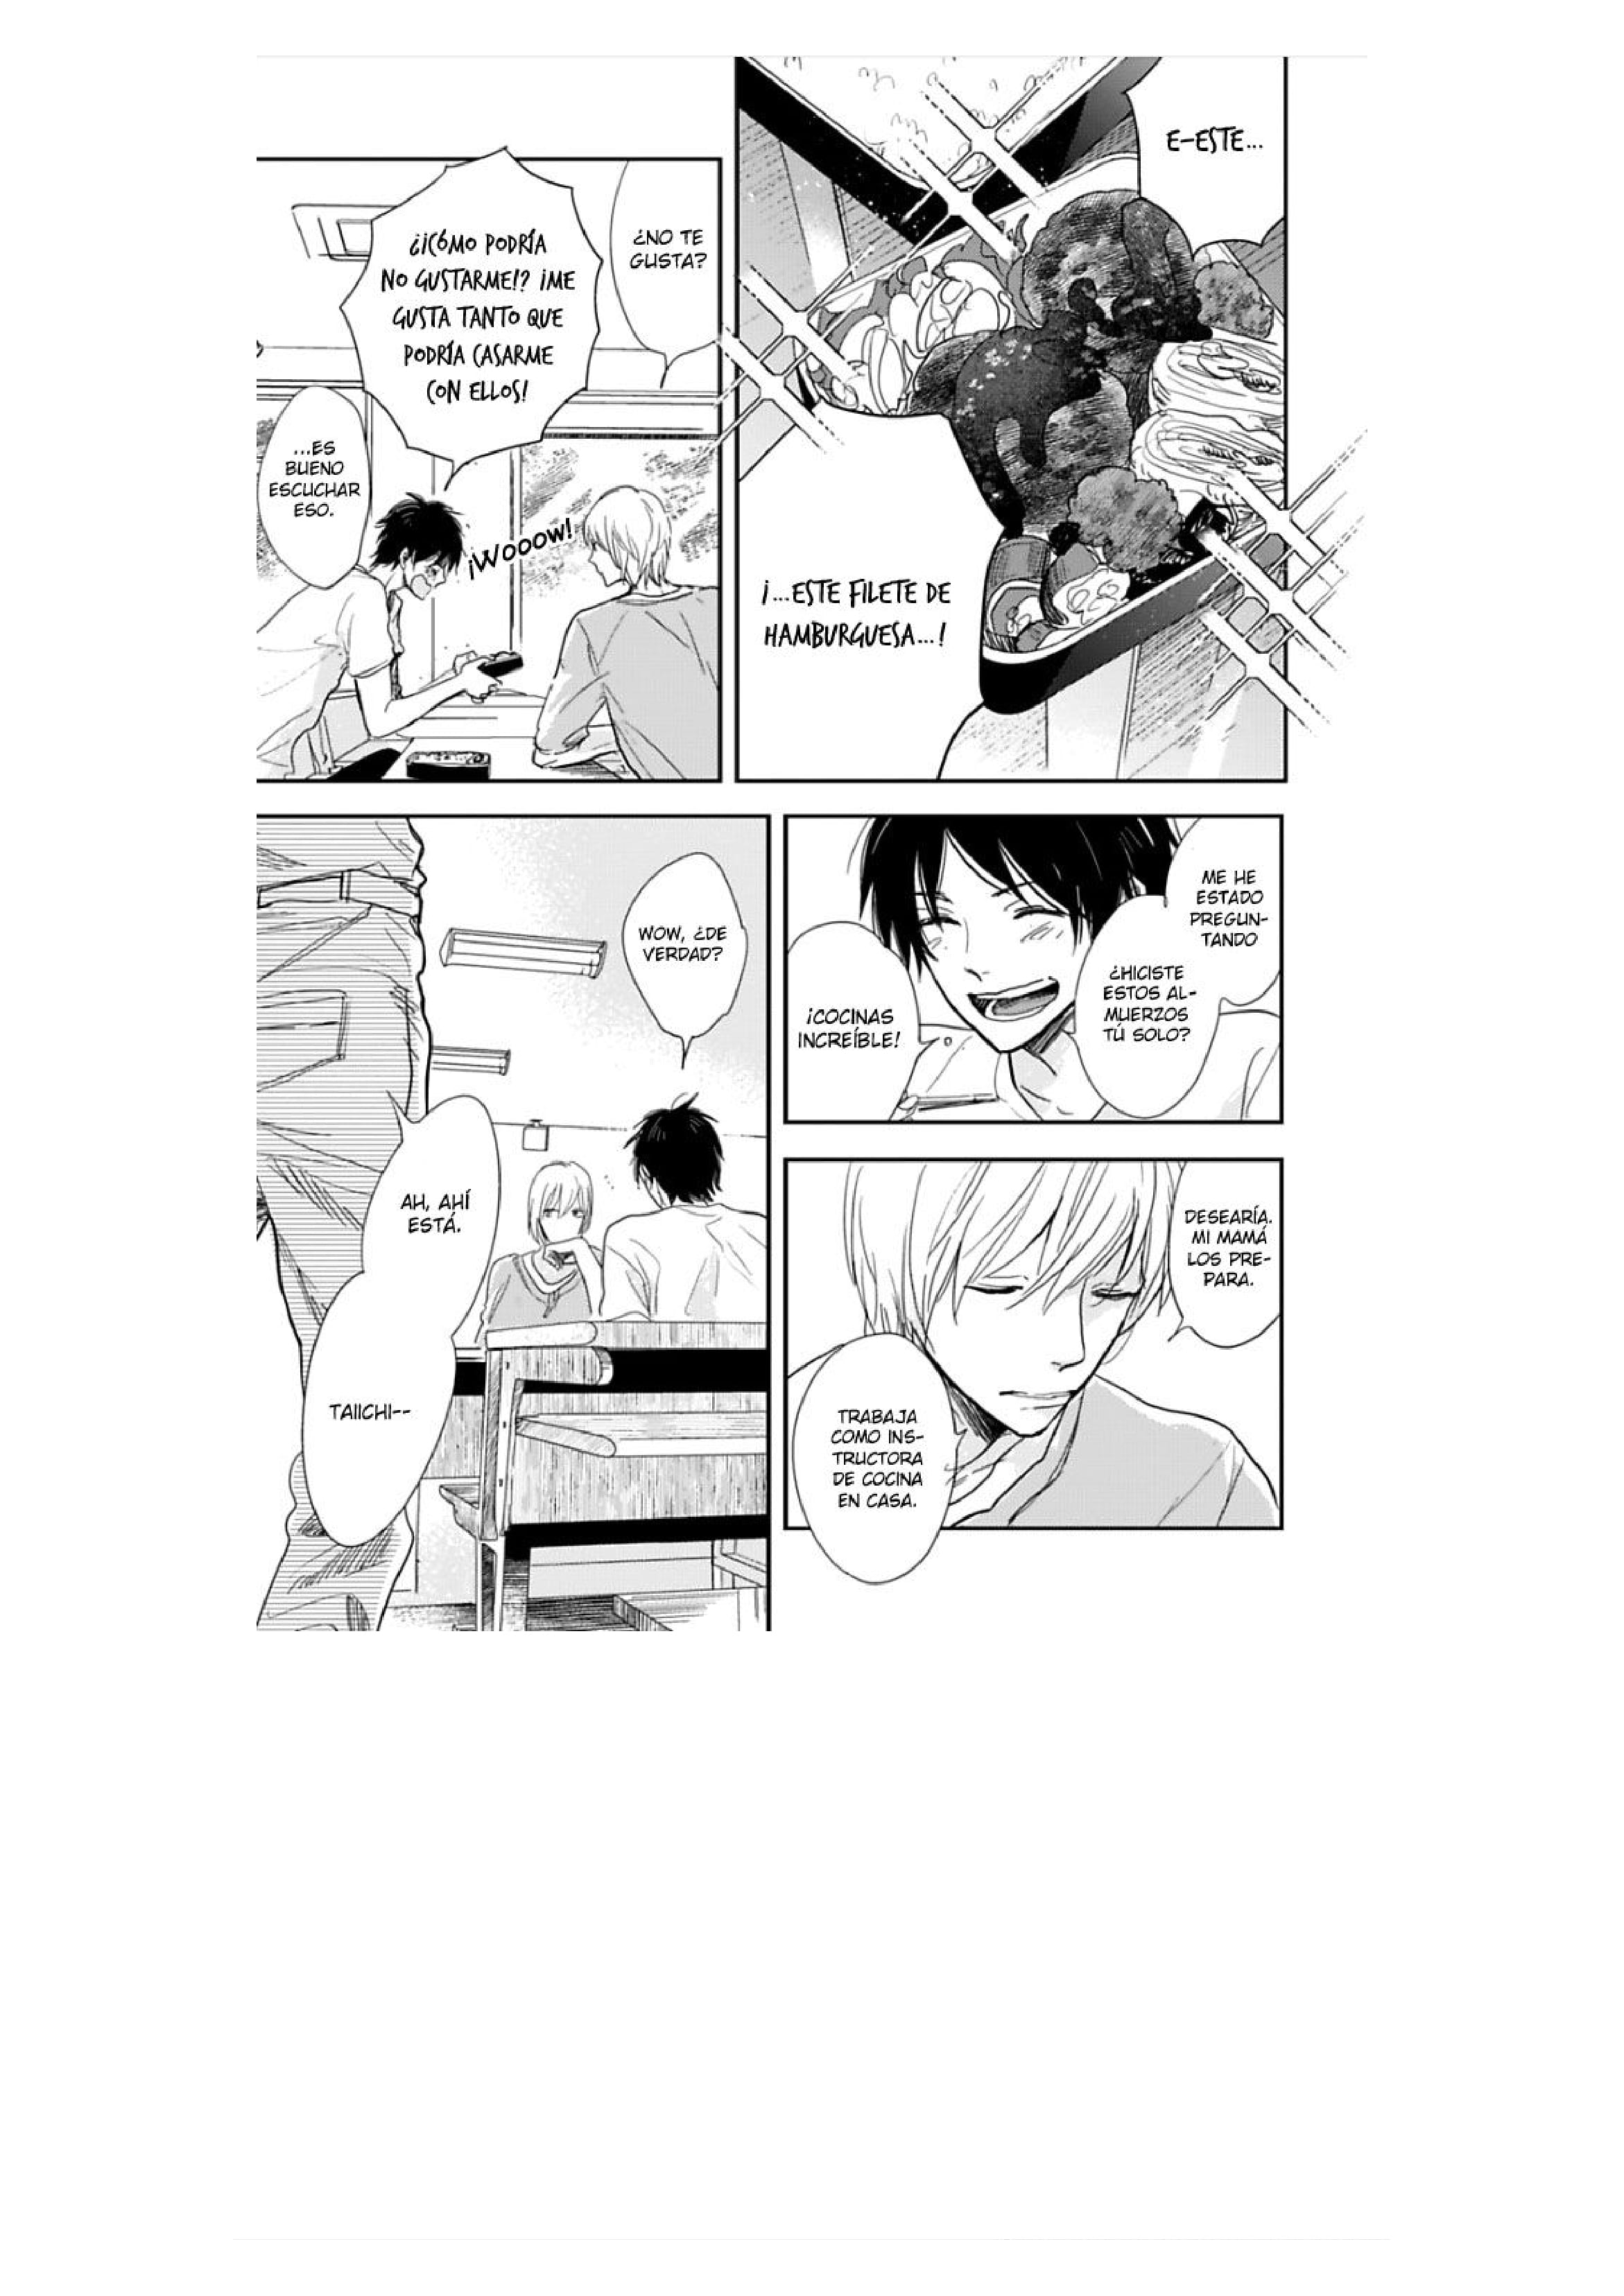 E-ESTE...
¡...ESTE FILETE DE
HAMBURGUESA...!
¿NO TE
GUSTA?
¿¡CÓMO PODRÍA
NO GUSTARME!? ¡ME
GUSTA TANTO QUE
PODRÍA CASARME
CON ELLOS!
¡WOOOW!
...ES
BUENO
ESCUCHAR
ESO.
ME HE
ESTADO
PREGUN-
TANDO
¿HICISTE
ESTOS AL-
MUERZOS
TÚ SOLO?
¡COCINAS
INCREÍBLE!
DESEARÍA.
MI MAMÁ
LOS PRE-
PARA.
TRABAJA
COMO INS-
TRUCTORA
DE COCINA
EN CASA.
WOW, ¿DE
VERDAD?
AH, AHÍ
ESTÁ.
TAIICHI--